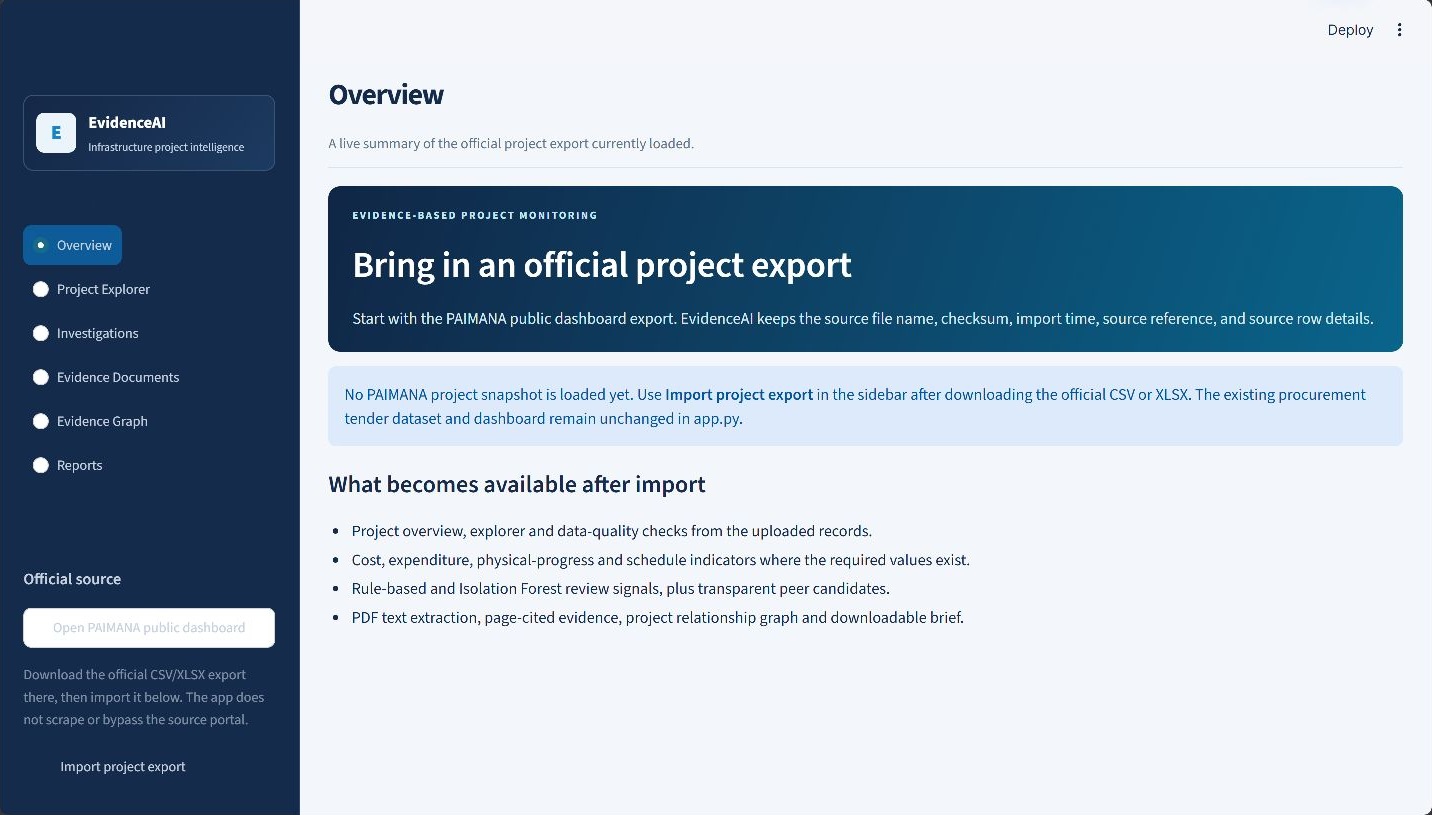 Deploy
E
EvidenceAI
Infrastructure project intelligence
Overview
Project Explorer
Investigations
Evidence Documents
Evidence Graph
Reports
Official source
Open PAIMANA public dashboard
Download the official CSV/XLSX export
there, then import it below. The app does
not scrape or bypass the source portal.
Import project export
Overview
A live summary of the official project export currently loaded.
EVIDENCE-BASED PROJECT MONITORING
Bring in an official project export
Start with the PAIMANA public dashboard export. EvidenceAI keeps the source file name, checksum, import time, source reference, and source row details.
No PAIMANA project snapshot is loaded yet. Use Import project export in the sidebar after downloading the official CSV or XLSX. The existing procurement
tender dataset and dashboard remain unchanged in app.py.
What becomes available after import
• Project overview, explorer and data-quality checks from the uploaded records.
• Cost, expenditure, physical-progress and schedule indicators where the required values exist.
• Rule-based and Isolation Forest review signals, plus transparent peer candidates.
• PDF text extraction, page-cited evidence, project relationship graph and downloadable brief.